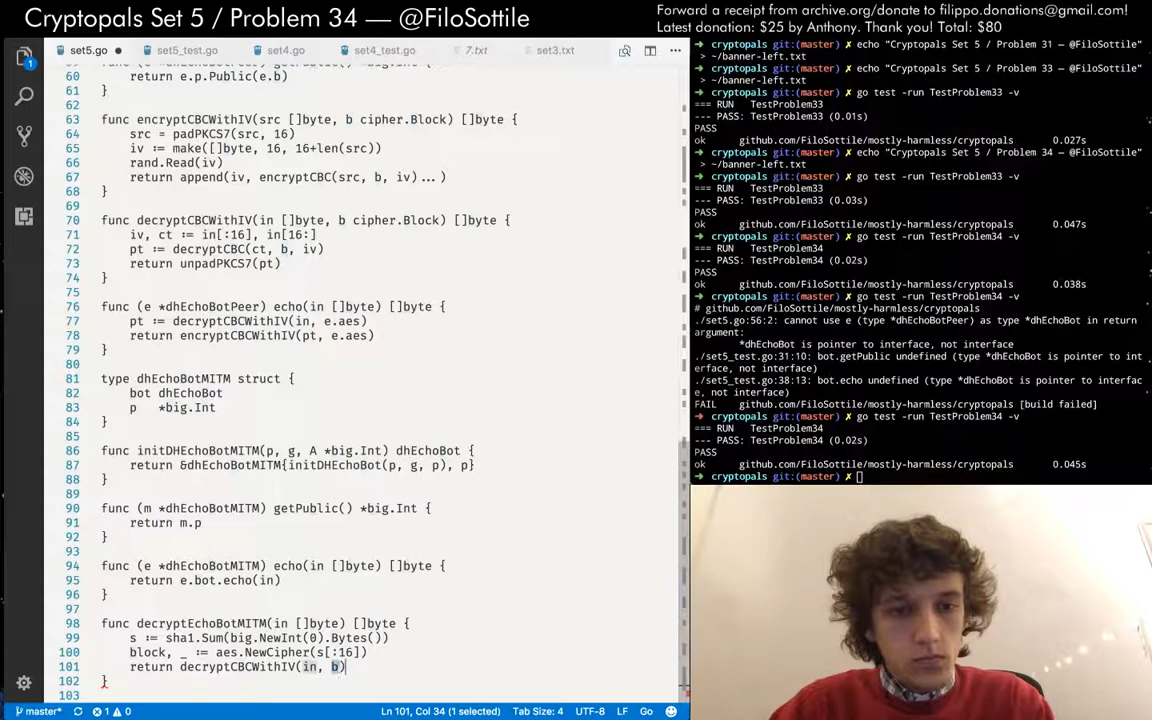 Cryptopals Set 5 / Problem 34 — @FiloSottile
Forward a receipt from archive.org/donate to filippo.donations@gmail.com!
Latest donation: $25 by Anthony. Thank you! Total: $80
set5.go
set5_test.go
set4.go
set4_test.go
7.txt
set3.txt
60 return e.p.Public(e.b)
61 }
62
63 func encryptCBCWithIV(src []byte, b cipher.Block) []byte {
64 src = padPKCS7(src, 16)
65 iv := make([]byte, 16, 16+len(src))
66 rand.Read(iv)
67 return append(iv, encryptCBC(src, b, iv)...)
68 }
69
70 func decryptCBCWithIV(in []byte, b cipher.Block) []byte {
71 iv, ct := in[:16], in[16:]
72 pt := decryptCBC(ct, b, iv)
73 return unpadPKCS7(pt)
74 }
75
76 func (e *dhEchoBotPeer) echo(in []byte) []byte {
77 pt := decryptCBCWithIV(in, e.aes)
78 return encryptCBCWithIV(pt, e.aes)
79 }
80
81 type dhEchoBotMITM struct {
82 bot dhEchoBot
83 p *big.Int
84 }
85
86 func initDHEchoBotMITM(p, g, A *big.Int) dhEchoBot {
87 return &dhEchoBotMITM{initDHEchoBot(p, g, p), p}
88 }
89
90 func (m *dhEchoBotMITM) getPublic() *big.Int {
91 return m.p
92 }
93
94 func (e *dhEchoBotMITM) echo(in []byte) []byte {
95 return e.bot.echo(in)
96 }
97
98 func decryptEchoBotMITM(in []byte) []byte {
99 s := sha1.Sum(big.NewInt(0).Bytes())
100 block, _ := aes.NewCipher(s[:16])
101 return decryptCBCWithIV(in, b)
102 }
103
master* 1 0
Ln 101, Col 34 (1 selected) Tab Size: 4 UTF-8 LF Go
➜ cryptopals git:(master) ✗ echo "Cryptopals Set 5 / Problem 31 — @FiloSottile"
> ~/banner-left.txt
➜ cryptopals git:(master) ✗ echo "Cryptopals Set 5 / Problem 33 — @FiloSottile"
> ~/banner-left.txt
➜ cryptopals git:(master) ✗ go test -run TestProblem33 -v
=== RUN TestProblem33
--- PASS: TestProblem33 (0.01s)
PASS
ok github.com/FiloSottile/mostly-harmless/cryptopals 0.027s
➜ cryptopals git:(master) ✗ echo "Cryptopals Set 5 / Problem 34 — @FiloSottile"
> ~/banner-left.txt
➜ cryptopals git:(master) ✗ go test -run TestProblem33 -v
=== RUN TestProblem33
--- PASS: TestProblem33 (0.03s)
PASS
ok github.com/FiloSottile/mostly-harmless/cryptopals 0.047s
➜ cryptopals git:(master) ✗ go test -run TestProblem34 -v
=== RUN TestProblem34
--- PASS: TestProblem34 (0.02s)
PASS
ok github.com/FiloSottile/mostly-harmless/cryptopals 0.038s
➜ cryptopals git:(master) ✗ go test -run TestProblem34 -v
# github.com/FiloSottile/mostly-harmless/cryptopals
./set5.go:56:2: cannot use e (type *dhEchoBotPeer) as type *dhEchoBot in return
argument:
*dhEchoBot is pointer to interface, not interface
./set5_test.go:31:10: bot.getPublic undefined (type *dhEchoBot is pointer to int
erface, not interface)
./set5_test.go:38:13: bot.echo undefined (type *dhEchoBot is pointer to interfac
e, not interface)
FAIL github.com/FiloSottile/mostly-harmless/cryptopals [build failed]
➜ cryptopals git:(master) ✗ go test -run TestProblem34 -v
=== RUN TestProblem34
--- PASS: TestProblem34 (0.02s)
PASS
ok github.com/FiloSottile/mostly-harmless/cryptopals 0.045s
➜ cryptopals git:(master) ✗